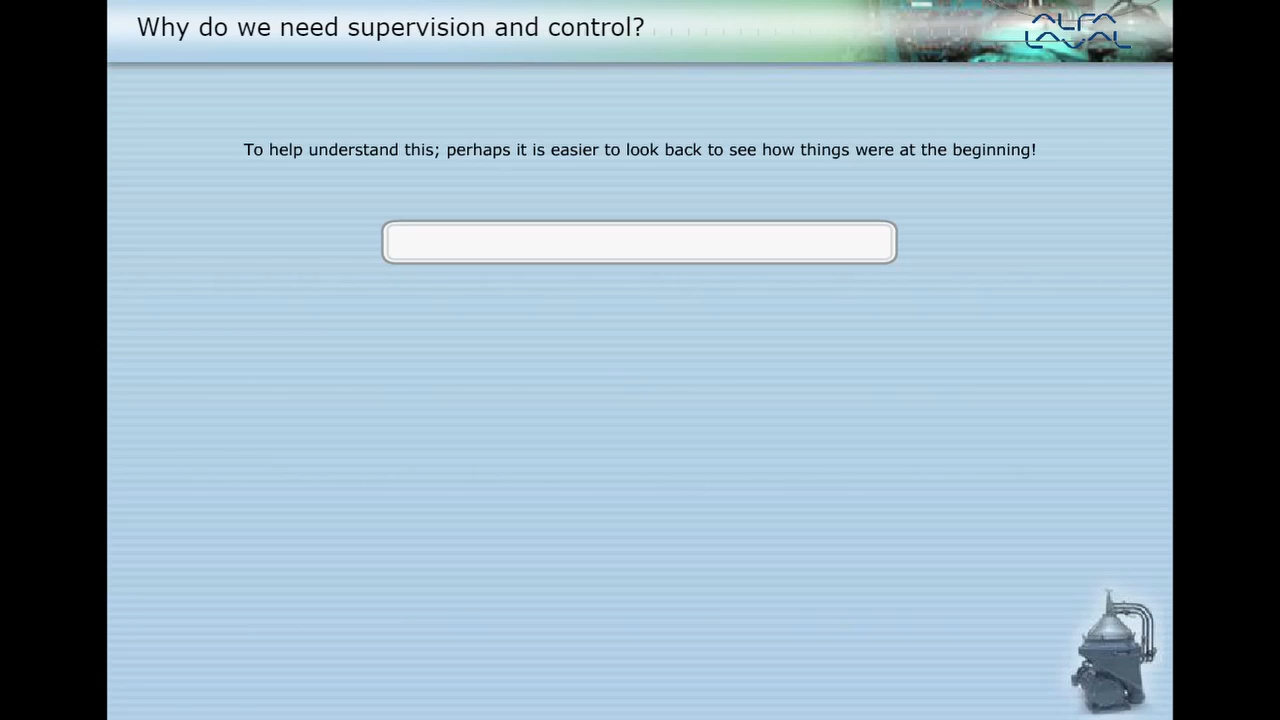 Why do we need supervision and control?
ALFA
LAVAL
To help understand this; perhaps it is easier to look back to see how things were at the beginning!